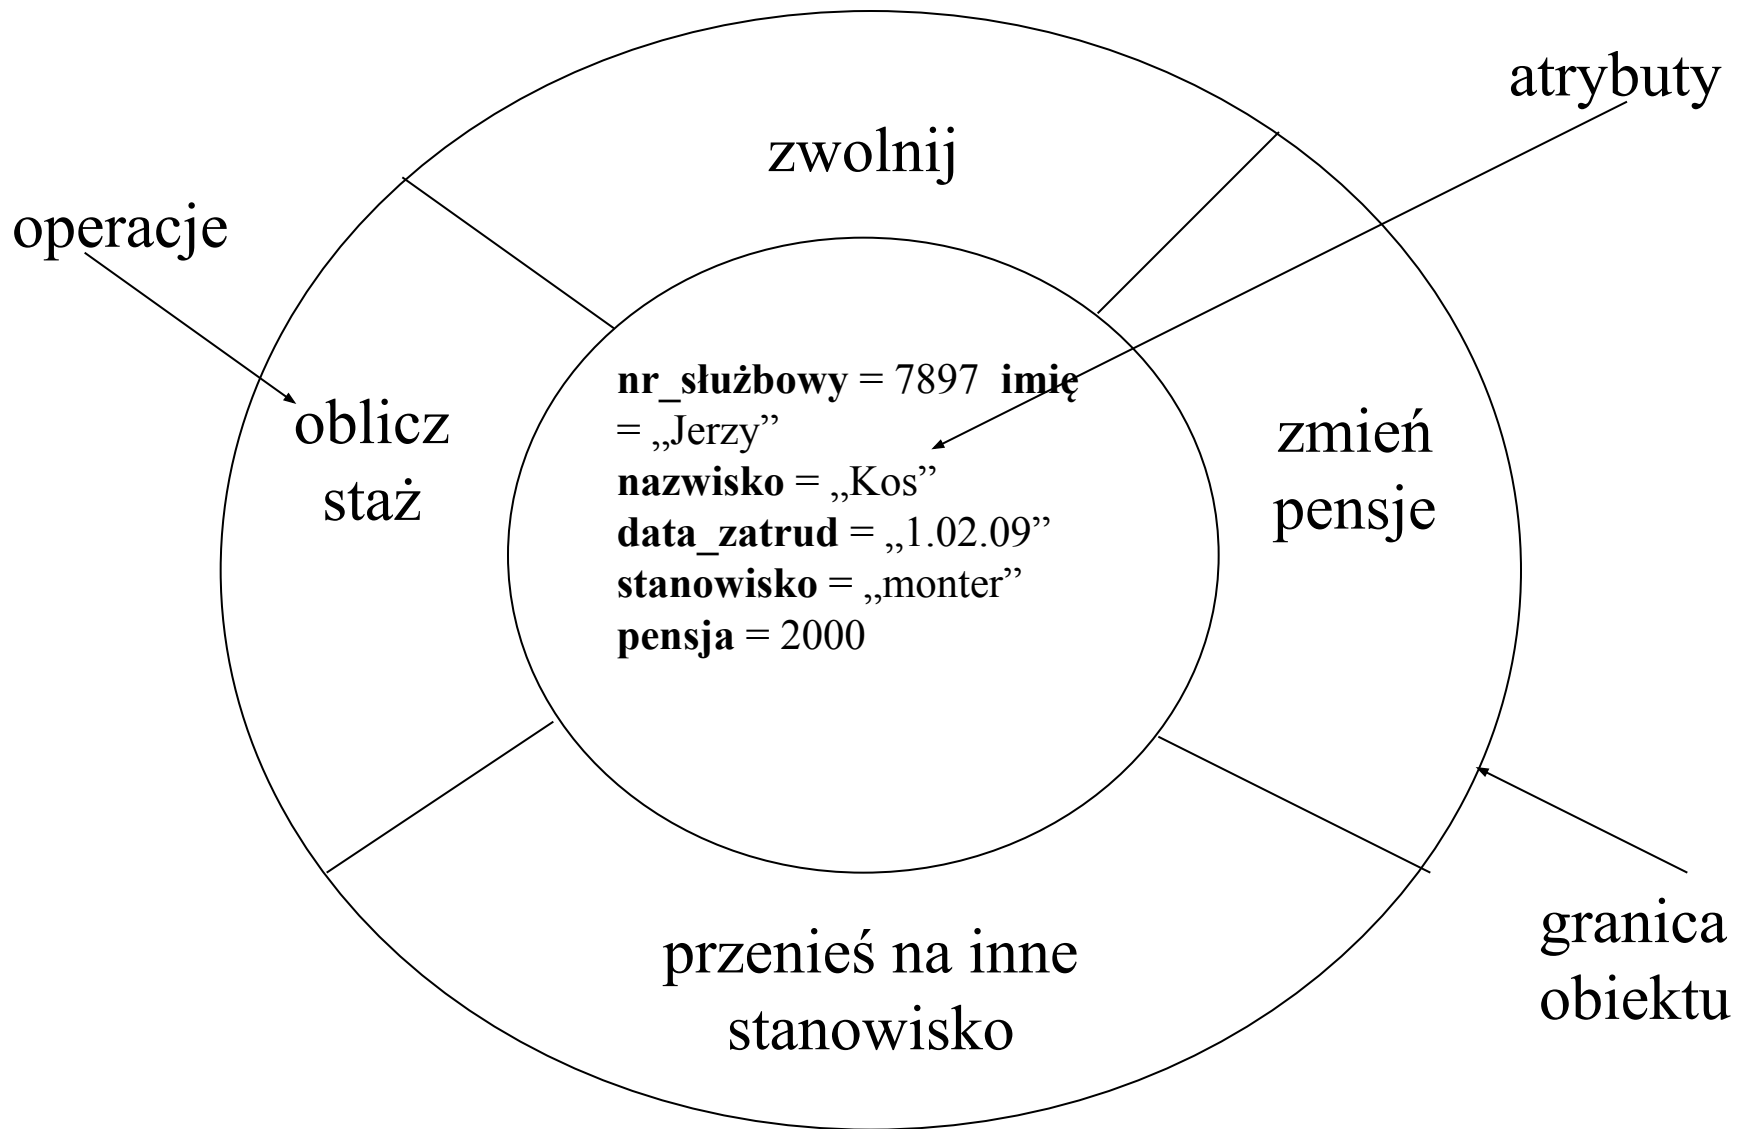 atrybuty
zwolnij
operacje
nr_służbowy = 7897 imię
= „Jerzy”
nazwisko = „Kos”
data_zatrud = „1.02.09”
stanowisko = „monter”
pensja = 2000
oblicz
staż
zmień
pensje
granica
obiektu
przenieś na inne
stanowisko